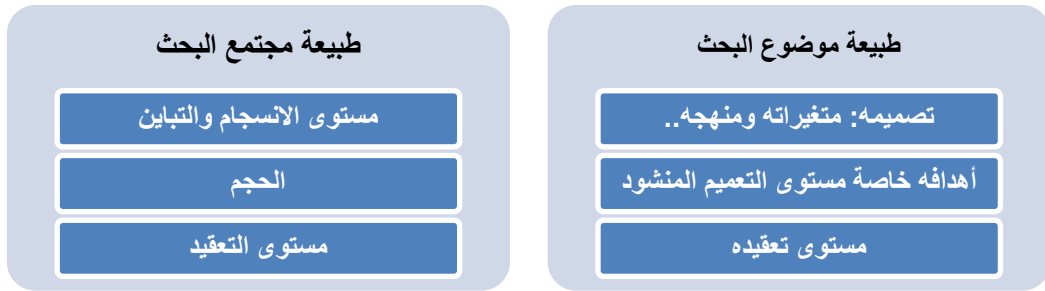 طبيعة موضوع البحث
تصميمه: متغيراته ومنهجه..
أهدافه خاصة مستوى التعميم المنشود
مستوى تعقيده
طبيعة مجتمع البحث
مستوى الانسجام والتباين
الحجم
مستوى التعقيد